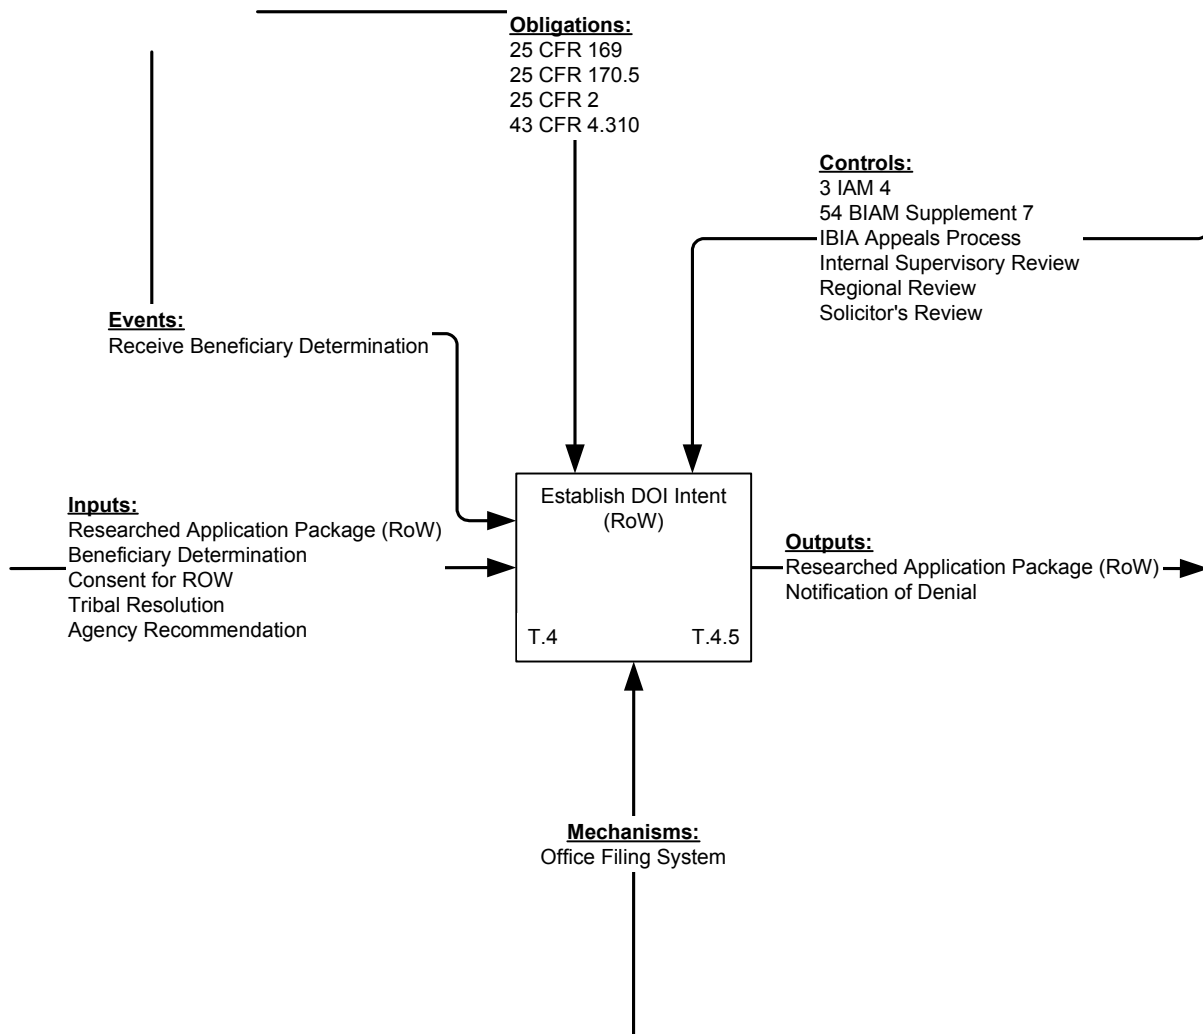 Obligations:
25 CFR 169
25 CFR 170.5
25 CFR 2
43 CFR 4.310
Controls:
3 IAM 4
54 BIAM Supplement 7
IBIA Appeals Process
Internal Supervisory Review
Regional Review
Solicitor's Review
Events:
Receive Beneficiary Determination
Inputs:
Researched Application Package (RoW)
Beneficiary Determination
Consent for ROW
Tribal Resolution
Agency Recommendation
Establish DOI Intent
(RoW)
T.4
T.4.5
Outputs:
Researched Application Package (RoW)
Notification of Denial
Mechanisms:
Office Filing System